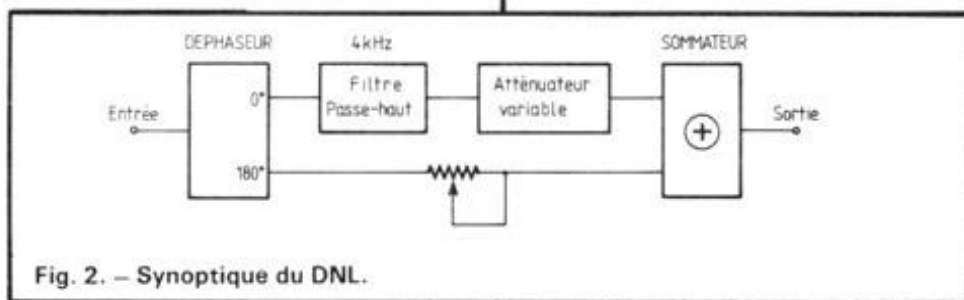 DEPHASEUR
4kHz
SOMMATEUR
Entrée
0°
180°
Filtre
Passe-haut
Atténuateur
variable
+
Sortie
Fig. 2. – Synoptique du DNL.